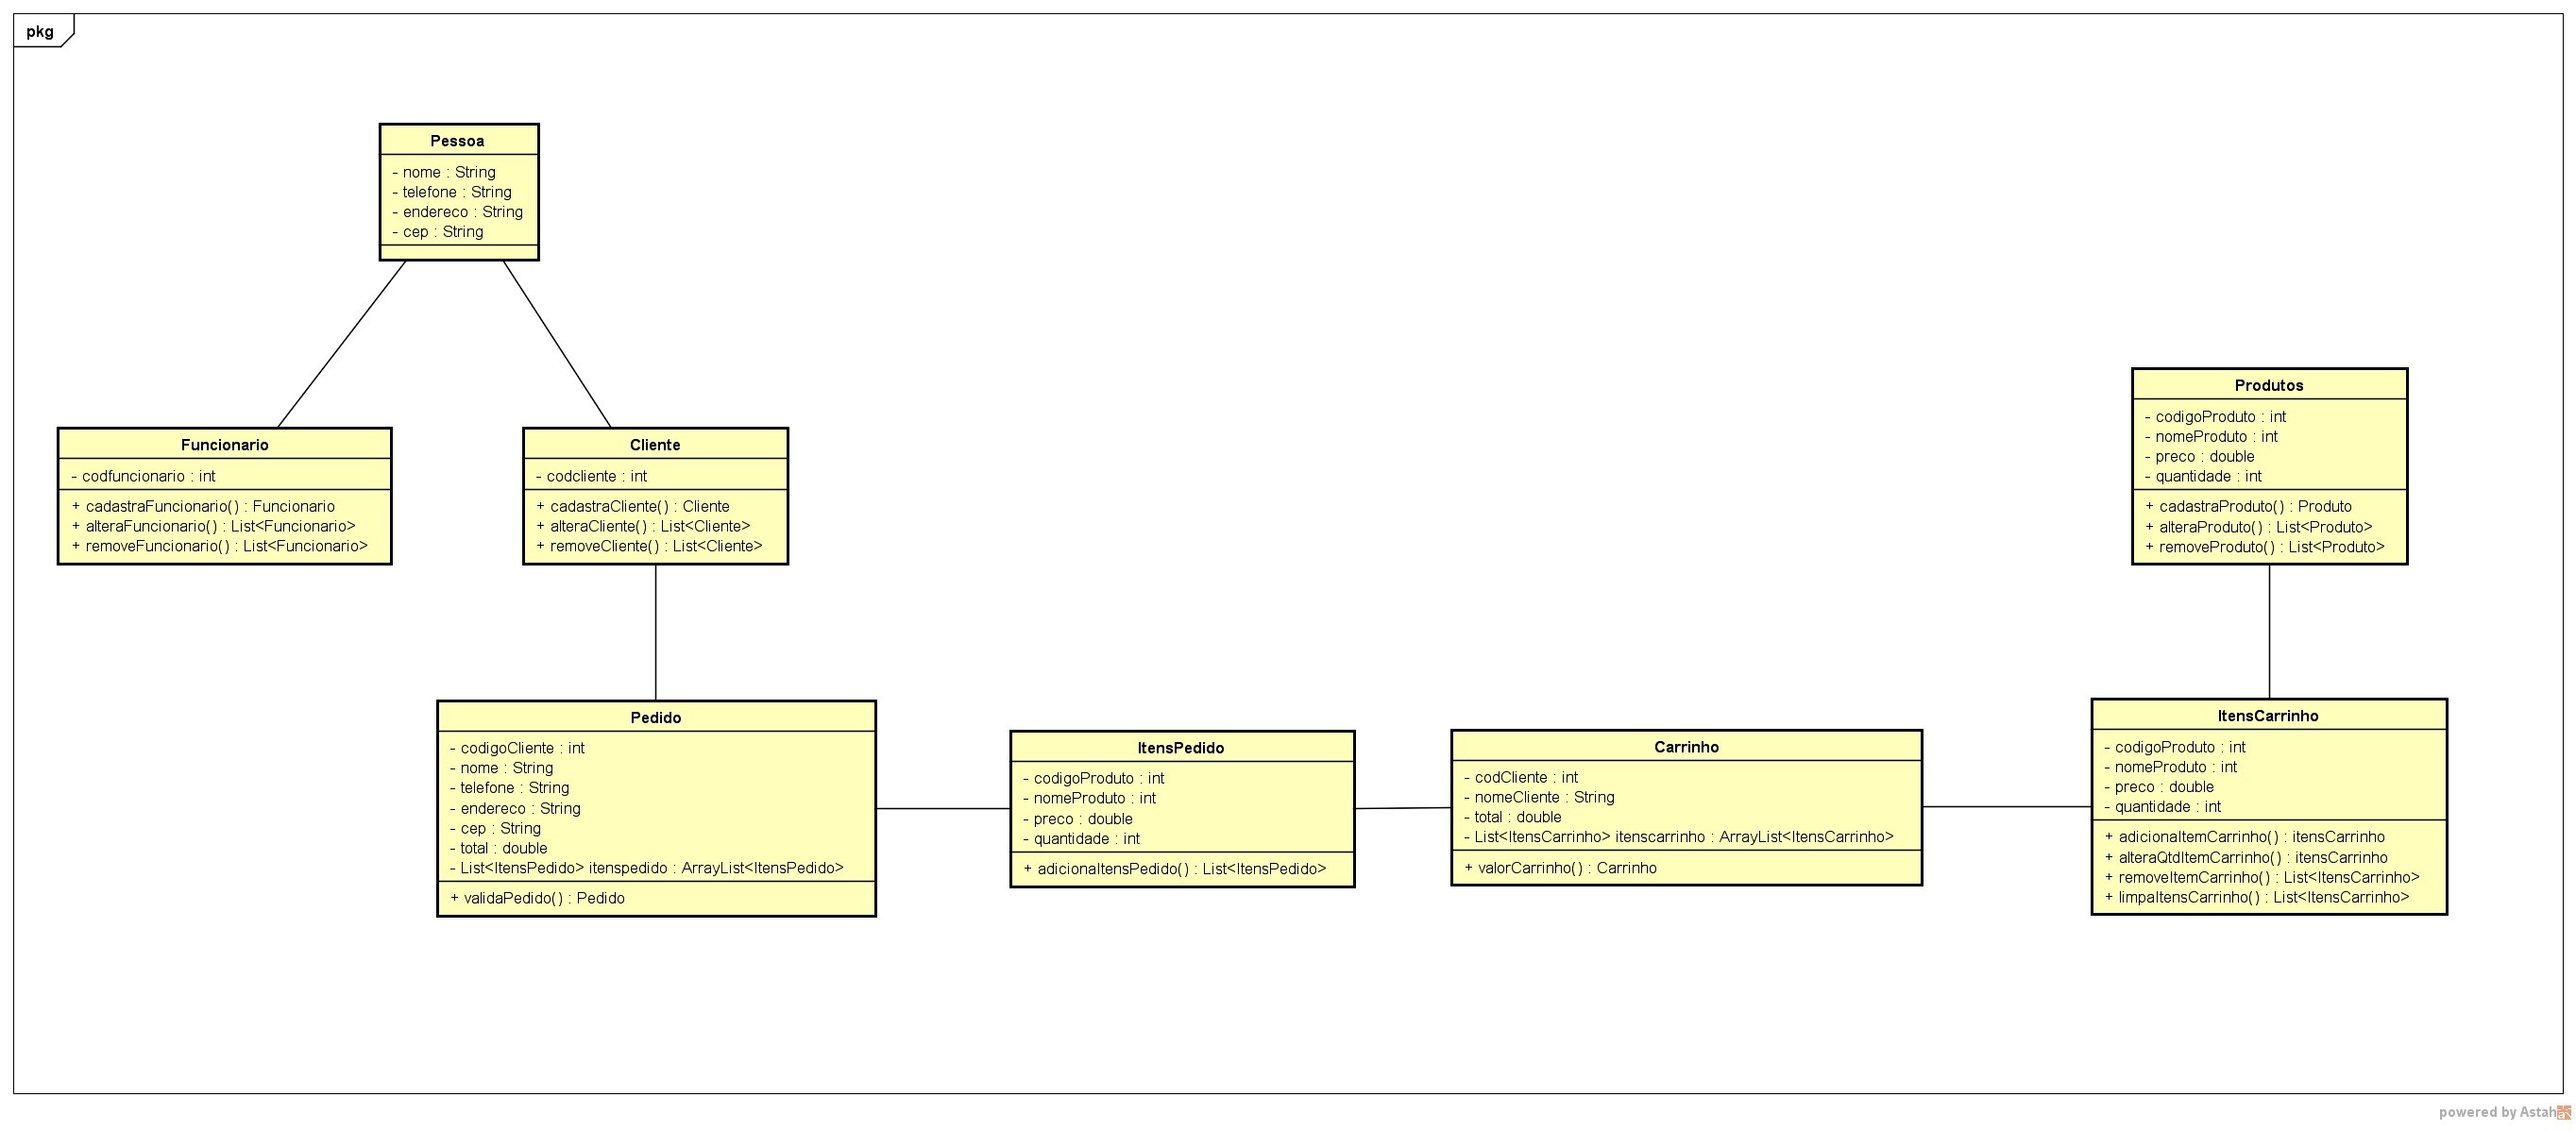 pkg
Pessoa
- nome : String
- telefone : String
- endereco : String
- cep : String
Funcionario
- codfuncionario : int
+ cadastraFuncionario() : Funcionario
+ alteraFuncionario() : List<Funcionario>
+ removeFuncionario() : List<Funcionario>
Cliente
- codcliente : int
+ cadastraCliente() : Cliente
+ alteraCliente() : List<Cliente>
+ removeCliente() : List<Cliente>
Produtos
- codigoProduto : int
- nomeProduto : int
- preco : double
- quantidade : int
+ cadastraProduto() : Produto
+ alteraProduto() : List<Produto>
+ removeProduto() : List<Produto>
Pedido
- codigoCliente : int
- nome : String
- telefone : String
- endereco : String
- cep : String
- total : double
- List<ItensPedido> itenspedido : ArrayList<ItensPedido>
+ validaPedido() : Pedido
ItensPedido
- codigoProduto : int
- nomeProduto : int
- preco : double
- quantidade : int
+ adicionaItensPedido() : List<ItensPedido>
Carrinho
- codCliente : int
- nomeCliente : String
- total : double
- List<ItensCarrinho> itenscarrinho : ArrayList<ItensCarrinho>
+ valorCarrinho() : Carrinho
ItensCarrinho
- codigoProduto : int
- nomeProduto : int
- preco : double
- quantidade : int
+ adicionaItemCarrinho() : itensCarrinho
+ alteraQtdItemCarrinho() : itensCarrinho
+ removeItemCarrinho() : List<ItensCarrinho>
+ limpaItensCarrinho() : List<ItensCarrinho>
powered by Astah